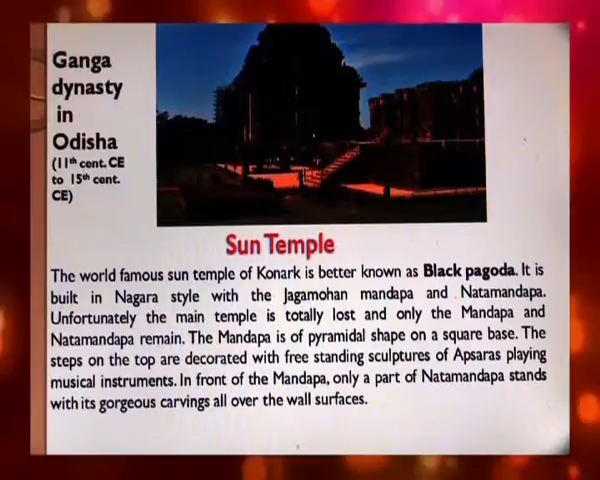 Ganga
dynasty
in
Odisha
(11th cent. CE
to 15th cent.
CE)
Sun Temple
The world famous sun temple of Konark is better known as Black pagoda. It is
built in Nagara style with the Jagamohan mandapa and Natamandapa.
Unfortunately the main temple is totally lost and only the Mandapa and
Natamandapa remain. The Mandapa is of pyramidal shape on a square base. The
steps on the top are decorated with free standing sculptures of Apsaras playing
musical instruments. In front of the Mandapa, only a part of Natamandapa stands
with its gorgeous carvings all over the wall surfaces.